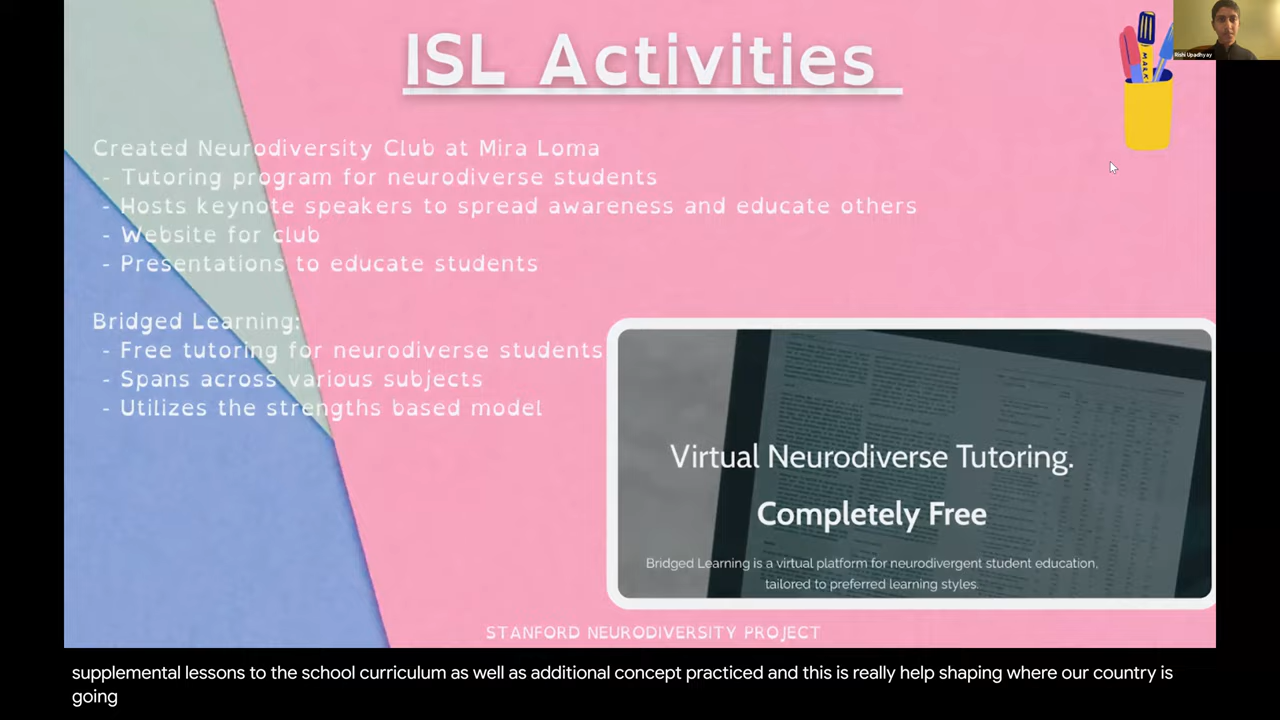 ISL Activities
Rishi Upadhyay
Created Neurodiversity Club at Mira Loma
- Tutoring program for neurodiverse students
- Hosts keynote speakers to spread awareness and educate others
- Website for club
- Presentations to educate students
Bridged Learning:
- Free tutoring for neurodiverse students
- Spans across various subjects
- Utilizes the strengths based model
Virtual Neurodiverse Tutoring.
Completely Free
Bridged Learning is a virtual platform for neurodivergent student education,
tailored to preferred learning styles.
STANFORD NEURODIVERSITY PROJECT
supplemental lessons to the school curriculum as well as additional concept practiced and this is really help shaping where our country is
going